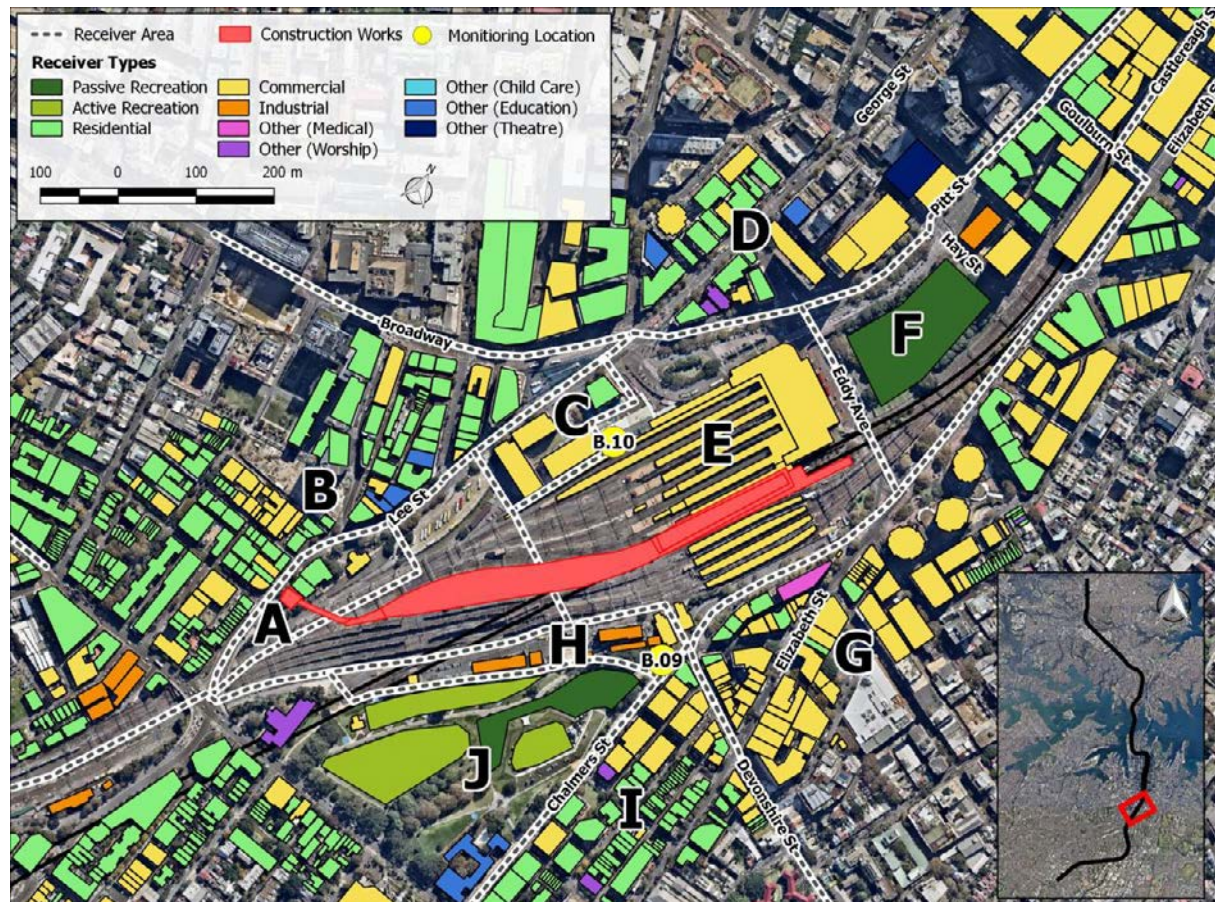 Receiver Area
Construction Works
Monitoring Location
Receiver Types
Passive Recreation
Active Recreation
Residential
Commercial
Industrial
Other (Medical)
Other (Worship)
Other (Child Care)
Other (Education)
Other (Theatre)
100 0 100 200 m
N
George St
Castlereagh S
Goulburn St
Elizabeth S
Pitt St
Hay St
D
F
Broadway
Eddy Ave
C
B.10
E
B
Lee St
A
H
B.09
Elizabeth St
G
J
Chalmers St
I
Devonshire St